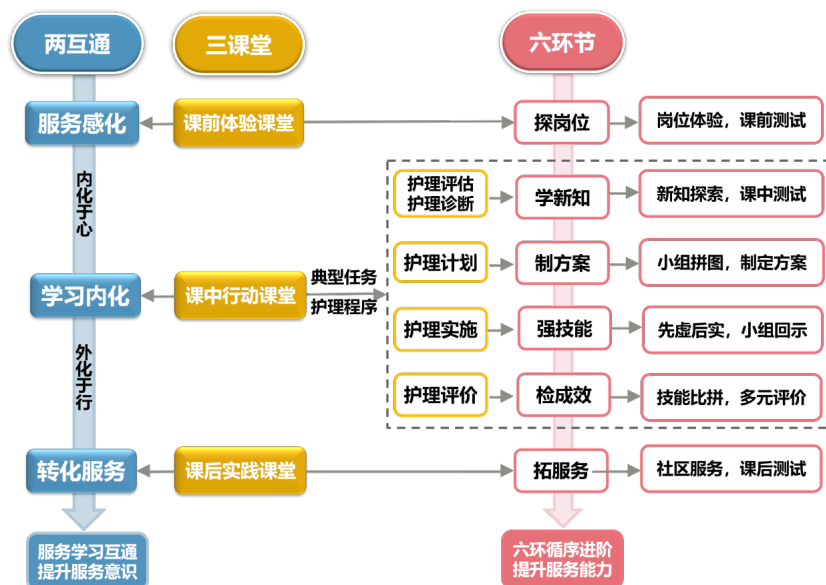 两互通
三课堂
六环节
服务感化
课前体验课堂
探岗位
岗位体验，课前测试
内化于心
护理评估
护理诊断
学新知
新知探索，课中测试
护理计划
制方案
小组拼图，制定方案
学习内化
课中行动课堂
典型任务
护理程序
护理实施
强技能
先虚后实，小组回示
外化于行
护理评价
检成效
技能比拼，多元评价
转化服务
课后实践课堂
拓服务
社区服务，课后测试
服务学习互通
提升服务意识
六环循序进阶
提升服务能力